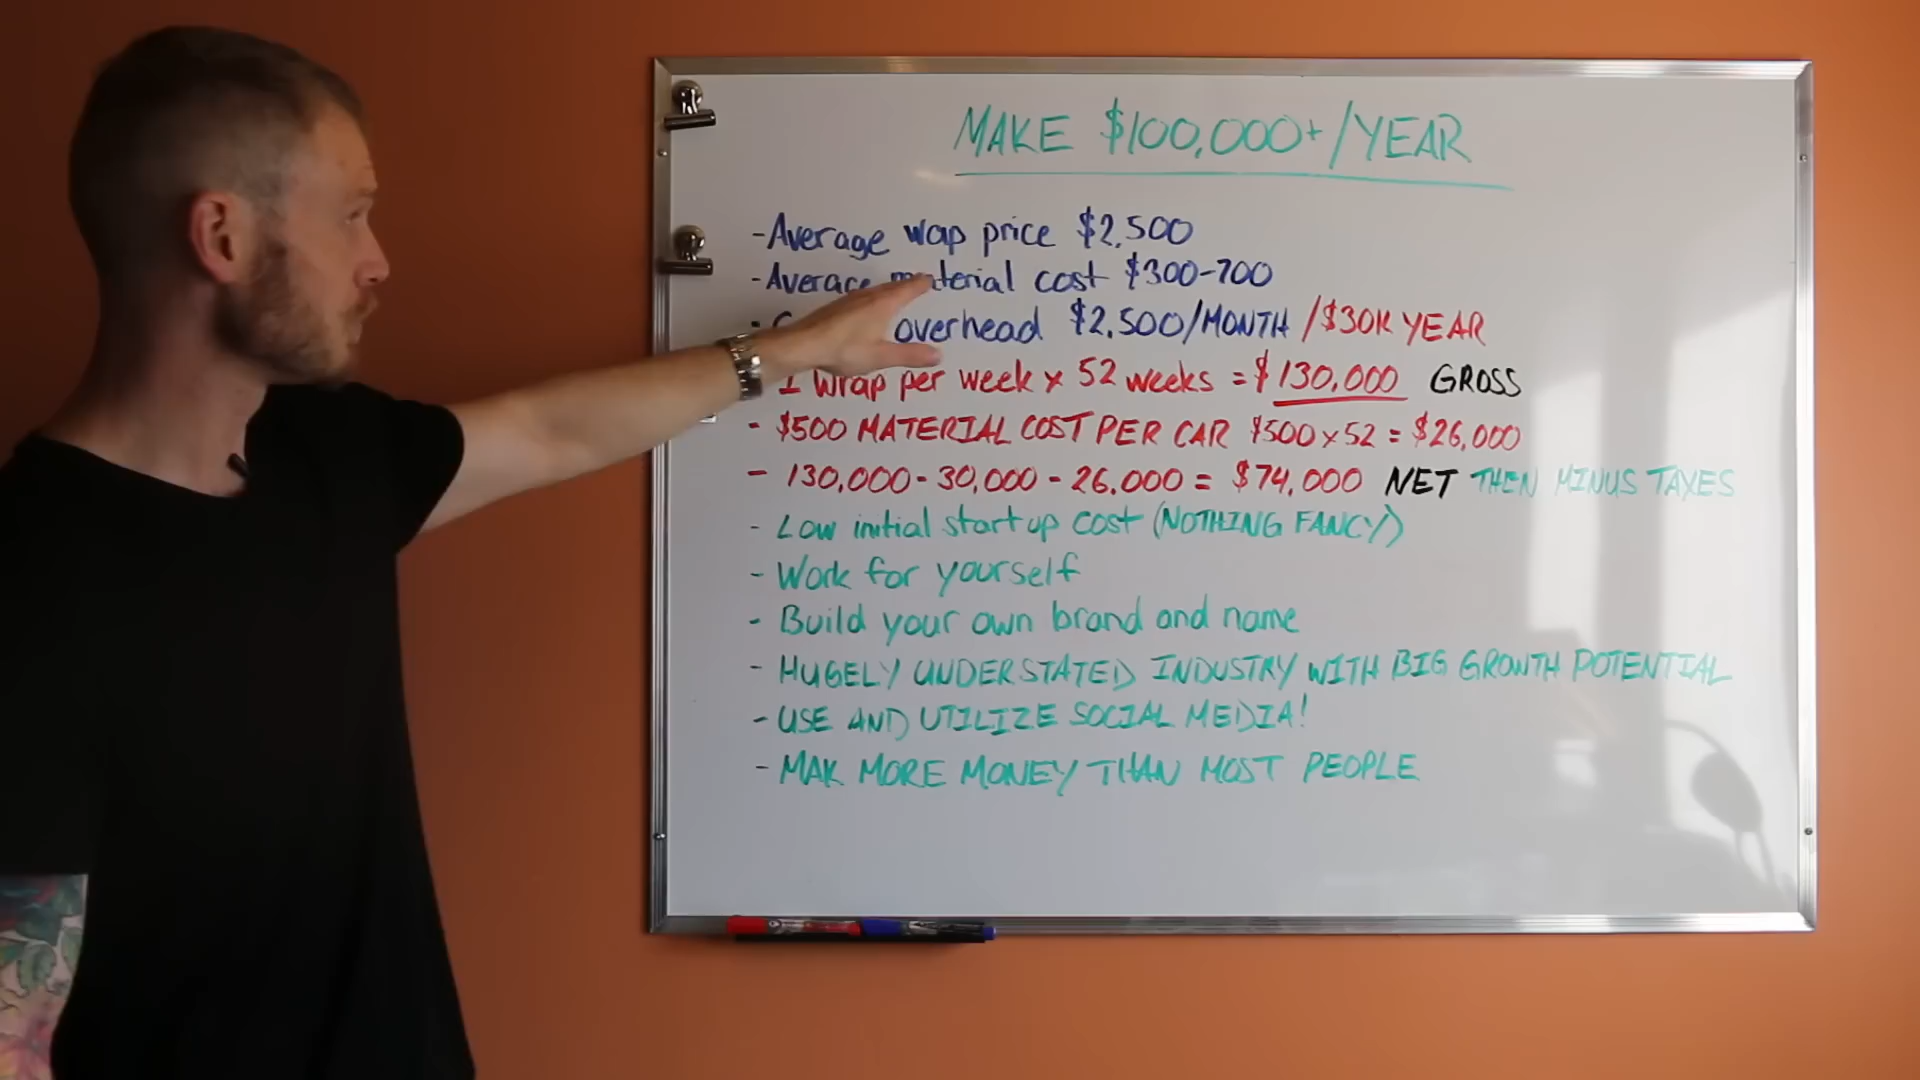 MAKE $100,000+/YEAR
- Average wrap price $2,500
- Average material cost $300-700
- overhead $2,500/MONTH /$30K YEAR
1 Wrap per week x 52 weeks = $130,000 GROSS
- $500 MATERIAL COST PER CAR $500 x 52 = $26,000
- 130,000 - 30,000 - 26,000 = $74,000 NET THEN MINUS TAXES
- Low initial start up cost (NOTHING FANCY)
- Work for yourself
- Build your own brand and name
- HUGELY UNDERSTATED INDUSTRY WITH BIG GROWTH POTENTIAL
- USE AND UTILIZE SOCIAL MEDIA!
- MAK MORE MONEY THAN MOST PEOPLE